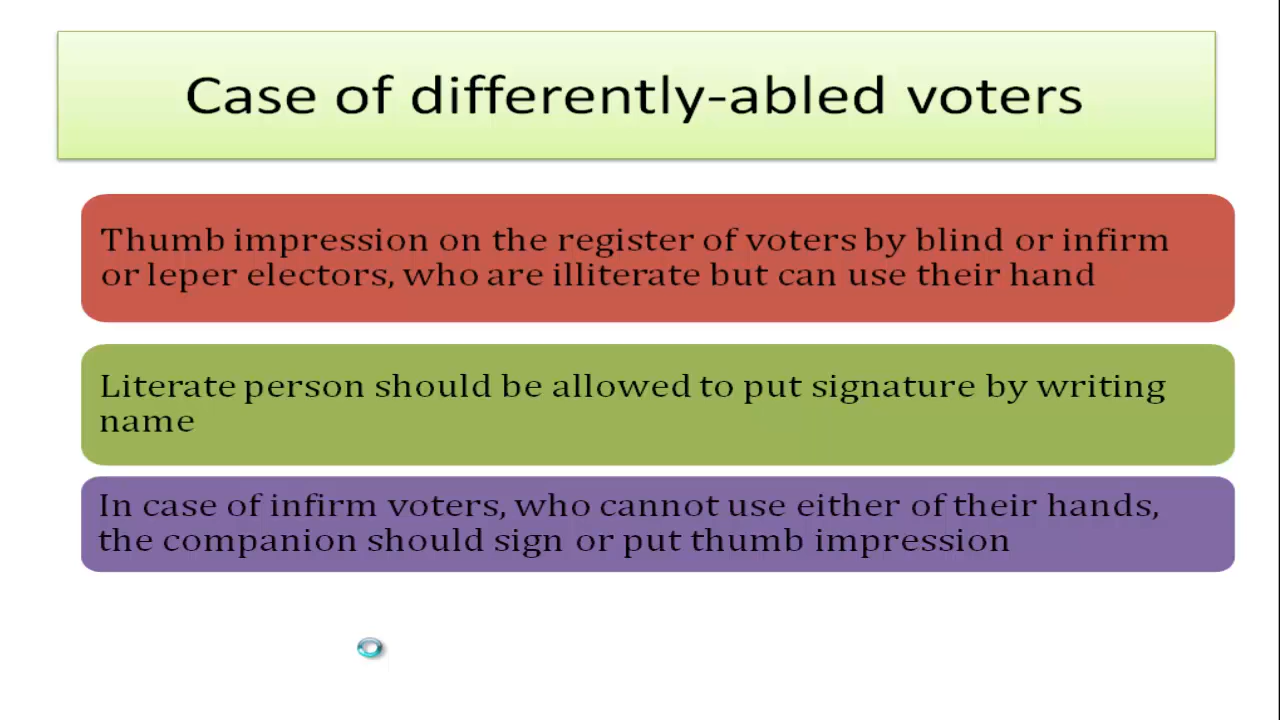 Case of differently-abled voters
Thumb impression on the register of voters by blind or infirm
or leper electors, who are illiterate but can use their hand
Literate person should be allowed to put signature by writing
name
In case of infirm voters, who cannot use either of their hands,
the companion should sign or put thumb impression